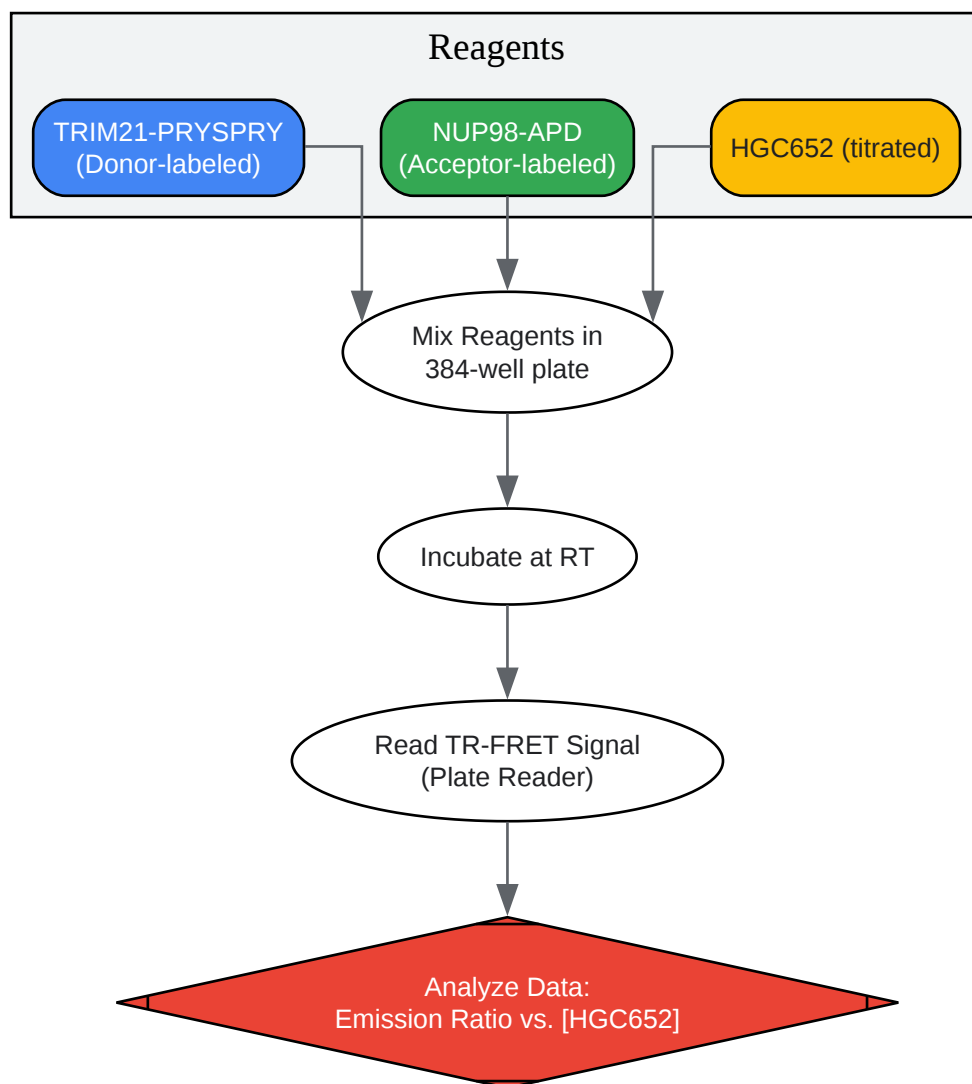 Reagents
TRIM21-PRYSPRY
(Donor-labeled)
NUP98-APD
(Acceptor-labeled)
HGC652 (titrated)
Mix Reagents in
384-well plate
Incubate at RT
Read TR-FRET Signal
(Plate Reader)
Analyze Data:
Emission Ratio vs. [HGC652]